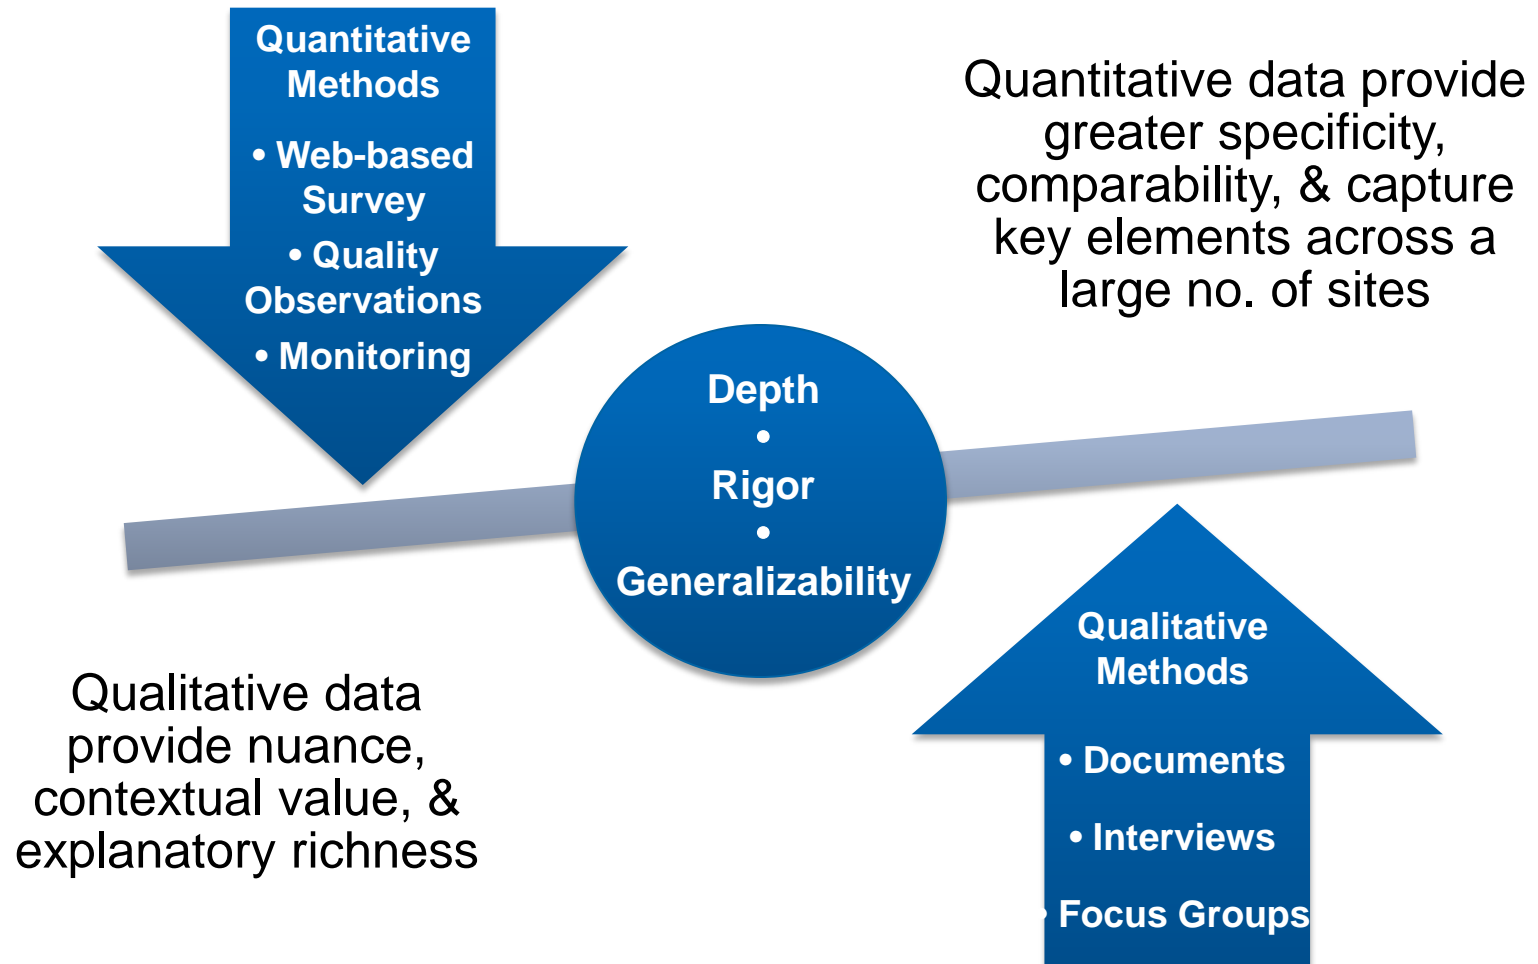 Quantitative
Methods
• Web-based
Survey
• Quality
Observations
• Monitoring
Quantitative data provide
greater specificity,
comparability, & capture
key elements across a
large no. of sites
Depth
•
Rigor
•
Generalizability
Qualitative data
provide nuance,
contextual value, &
explanatory richness
Qualitative
Methods
• Documents
• Interviews
• Focus Groups